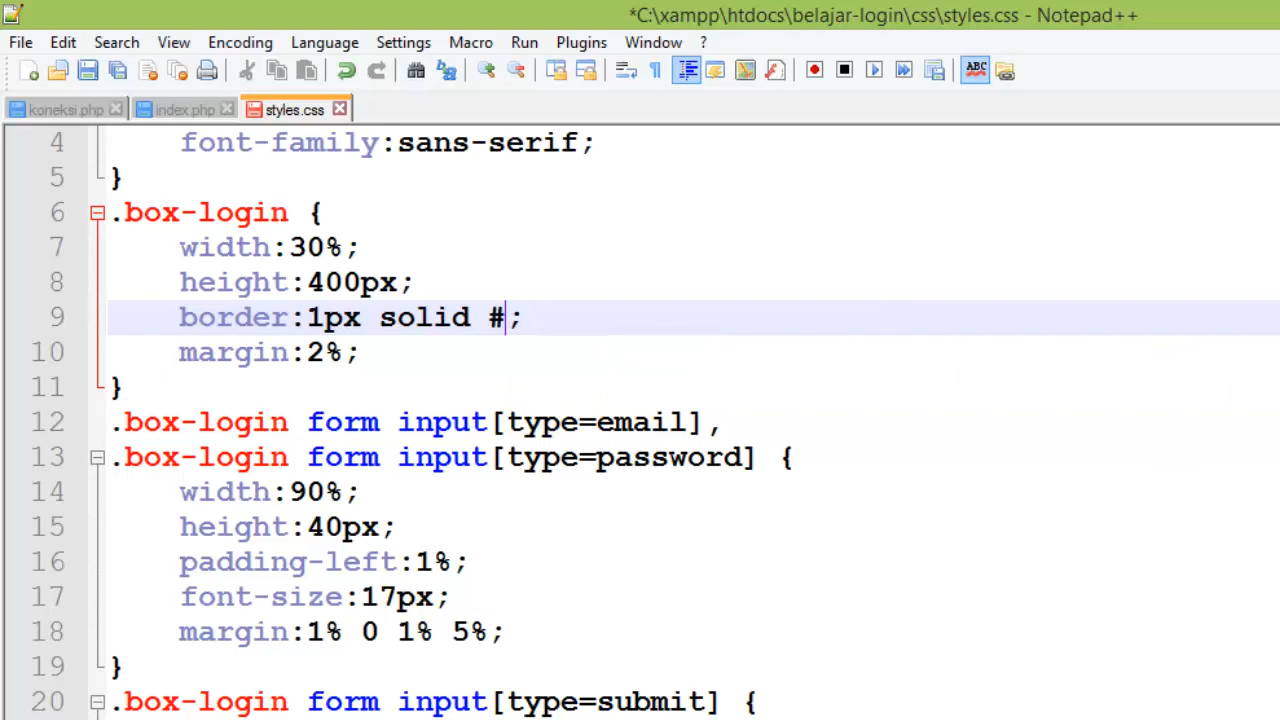 *C:\xampp\htdocs\belajar-login\css\styles.css - Notepad++
File Edit Search View Encoding Language Settings Macro Run Plugins Window ?
ABC
koneksi.php index.php styles.css
4 font-family:sans-serif;
5 }
6 .box-login {
7 width:30%;
8 height:400px;
9 border:1px solid #;
10 margin:2%;
11 }
12 .box-login form input[type=email],
13 .box-login form input[type=password] {
14 width:90%;
15 height:40px;
16 padding-left:1%;
17 font-size:17px;
18 margin:1% 0 1% 5%;
19 }
20 .box-login form input[type=submit] {